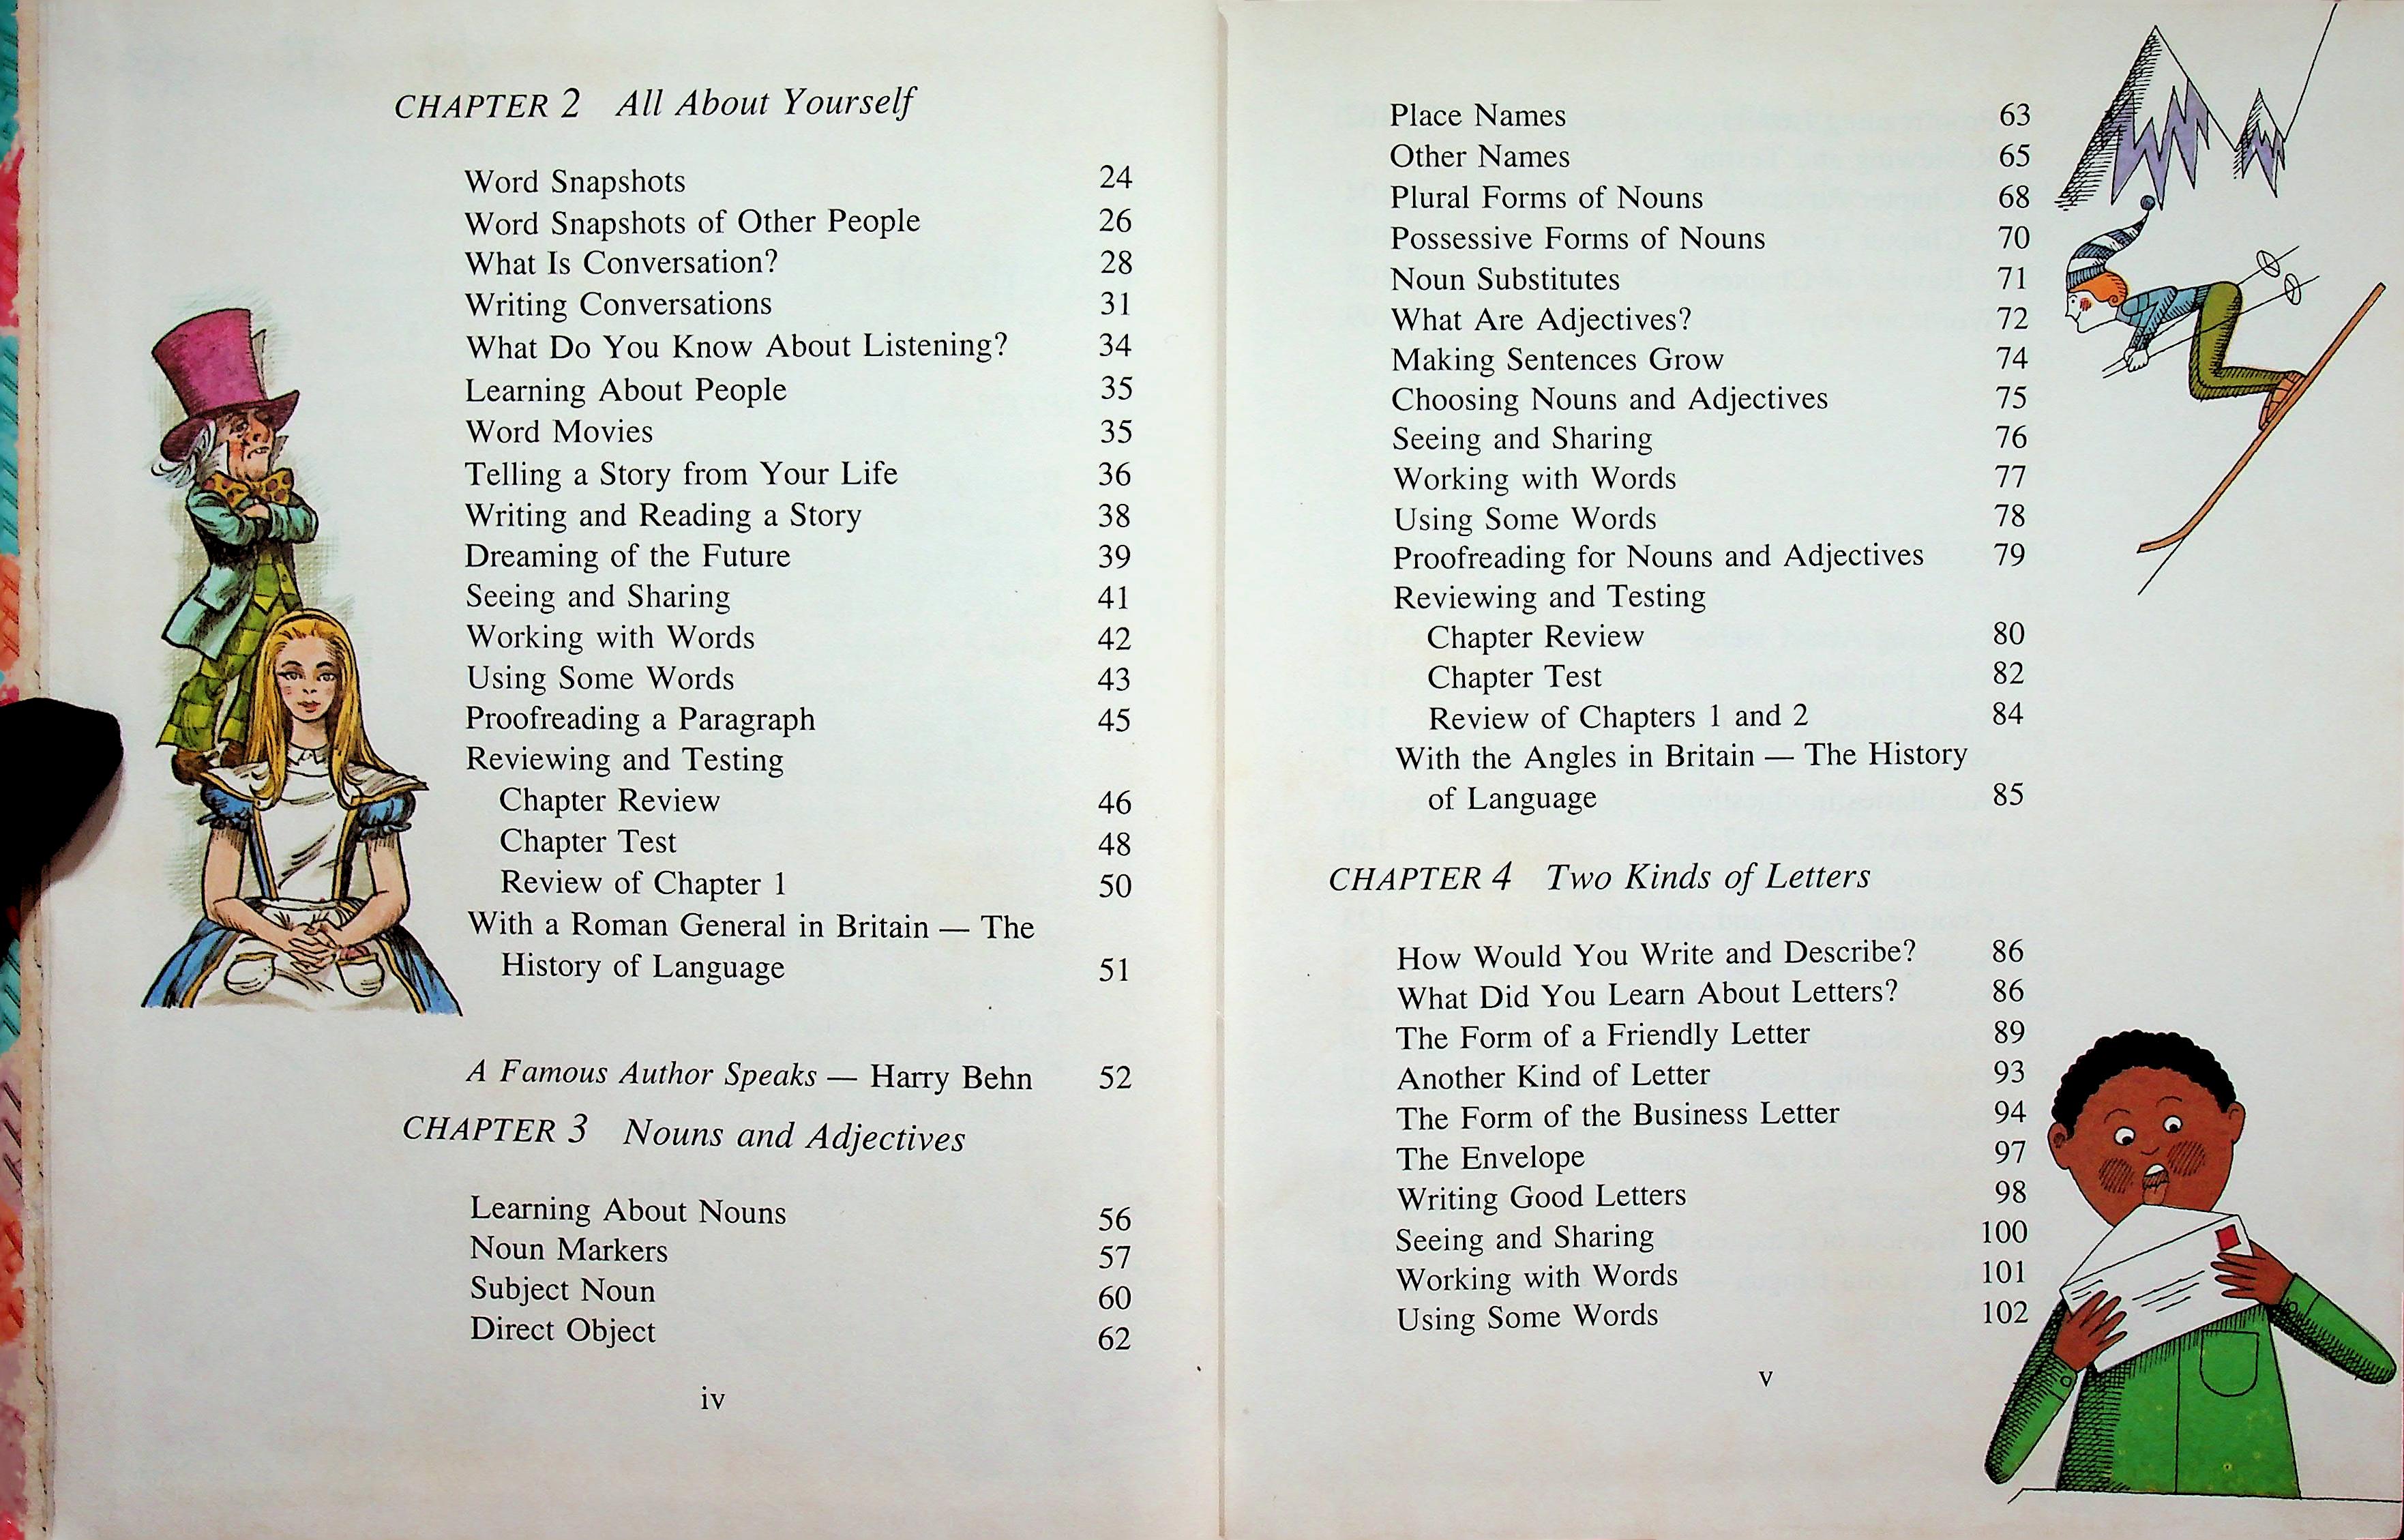 CHAPTER 2 All About Yourself
Word Snapshots 24
Word Snapshots of Other People 26
What Is Conversation? 28
Writing Conversations 31
What Do You Know About Listening? 34
Learning About People 35
Word Movies 35
Telling a Story from Your Life 36
Writing and Reading a Story 38
Dreaming of the Future 39
Seeing and Sharing 41
Working with Words 42
Using Some Words 43
Proofreading a Paragraph 45
Reviewing and Testing
Chapter Review 46
Chapter Test 48
Review of Chapter 1 50
With a Roman General in Britain — The
History of Language 51
A Famous Author Speaks — Harry Behn 52
CHAPTER 3 Nouns and Adjectives
Learning About Nouns 56
Noun Markers 57
Subject Noun 60
Direct Object 62
iv
Place Names 63
Other Names 65
Plural Forms of Nouns 68
Possessive Forms of Nouns 70
Noun Substitutes 71
What Are Adjectives? 72
Making Sentences Grow 74
Choosing Nouns and Adjectives 75
Seeing and Sharing 76
Working with Words 77
Using Some Words 78
Proofreading for Nouns and Adjectives 79
Reviewing and Testing
Chapter Review 80
Chapter Test 82
Review of Chapters 1 and 2 84
With the Angles in Britain — The History
of Language 85
CHAPTER 4 Two Kinds of Letters
How Would You Write and Describe? 86
What Did You Learn About Letters? 86
The Form of a Friendly Letter 89
Another Kind of Letter 93
The Form of the Business Letter 94
The Envelope 97
Writing Good Letters 98
Seeing and Sharing 100
Working with Words 101
Using Some Words 102
v